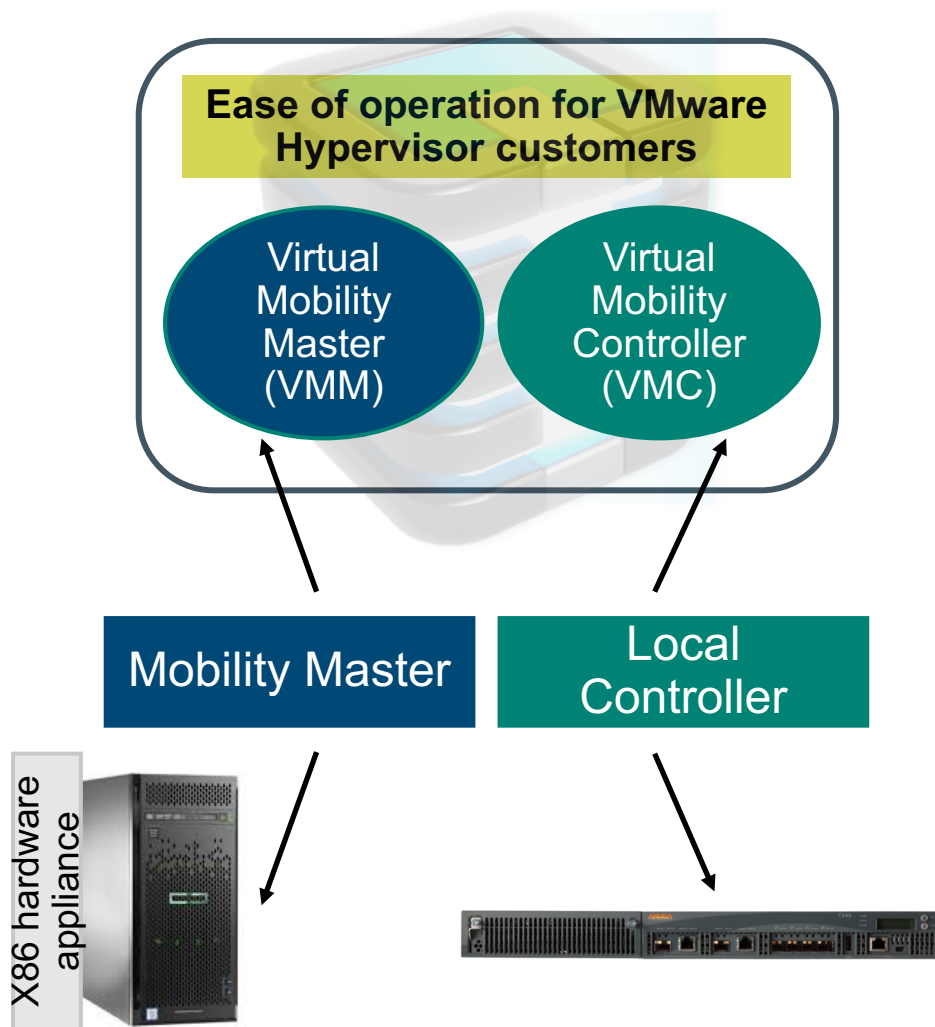 Ease of operation for VMware
Hypervisor customers
Virtual
Mobility
Master
(VMM)
Virtual
Mobility
Controller
(VMC)
Mobility Master
Local
Controller
X86 hardware
appliance